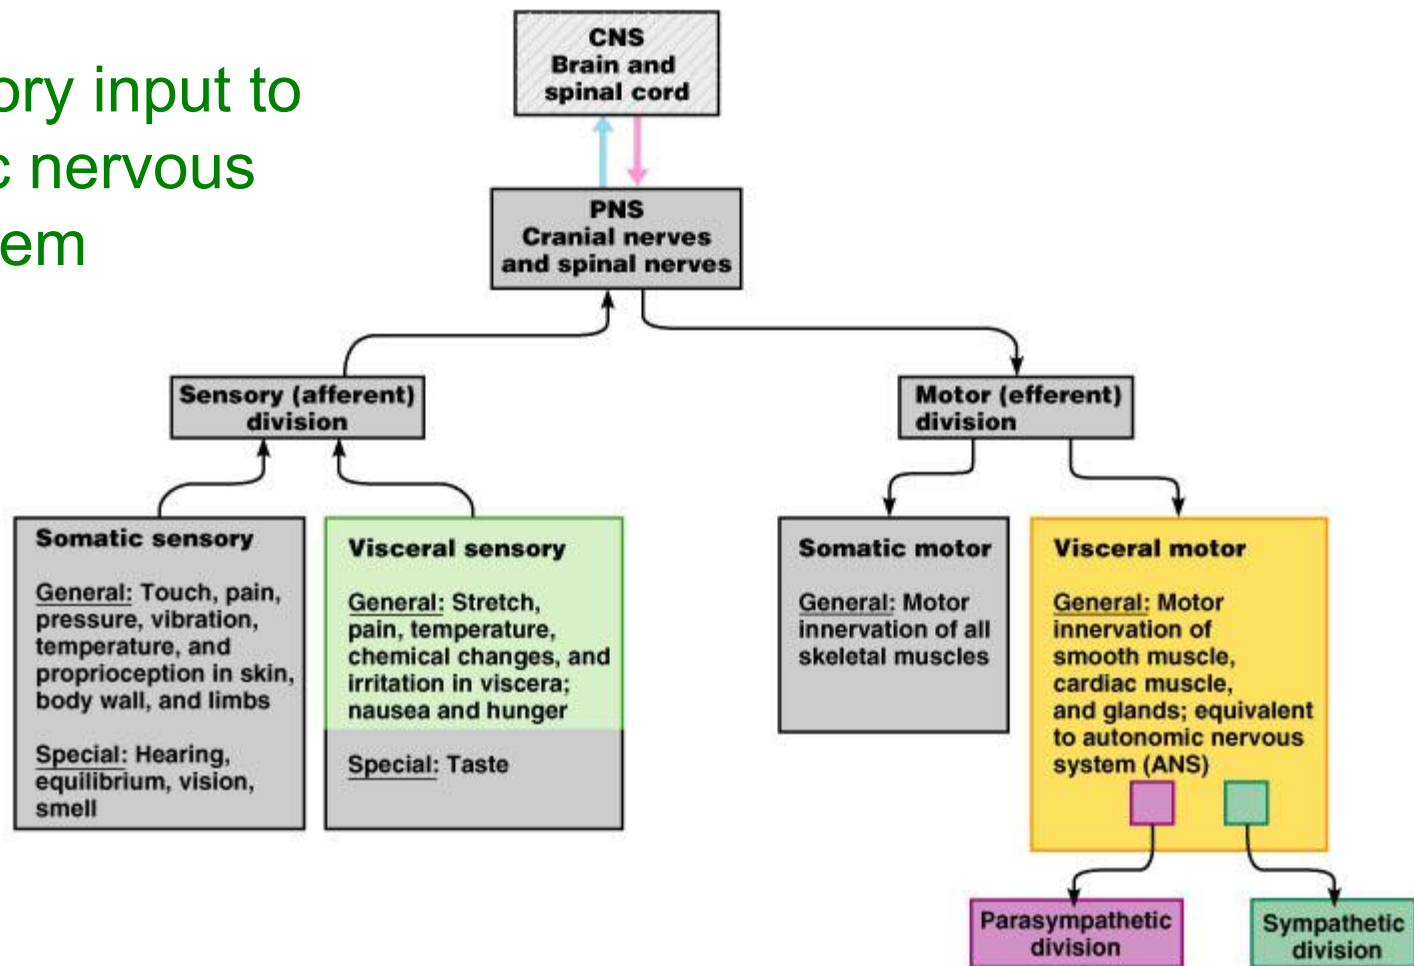 ory input to
c nervous
em
CNS
Brain and
spinal cord
PNS
Cranial nerves
and spinal nerves
Sensory (afferent)
division
Motor (efferent)
division
Somatic sensory
General: Touch, pain,
pressure, vibration,
temperature, and
proprioception in skin,
body wall, and limbs
Special: Hearing,
equilibrium, vision,
smell
Visceral sensory
General: Stretch,
pain, temperature,
chemical changes, and
irritation in viscera;
nausea and hunger
Special: Taste
Somatic motor
General: Motor
innervation of all
skeletal muscles
Visceral motor
General: Motor
innervation of
smooth muscle,
cardiac muscle,
and glands; equivalent
to autonomic nervous
system (ANS)
Parasympathetic
division
Sympathetic
division